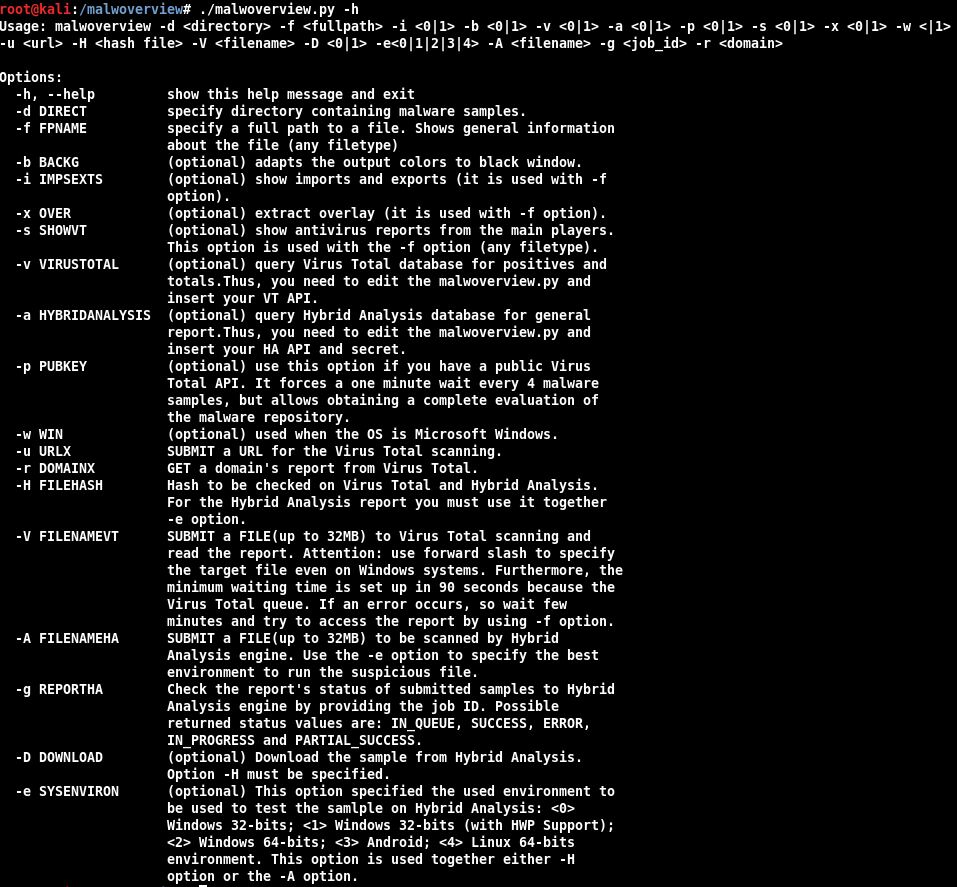 root@kali:/malwoverview# ./malwoverview.py -h
Usage: malwoverview -d <directory> -f <fullpath> -i <0|1> -b <0|1> -v <0|1> -a <0|1> -p <0|1> -s <0|1> -x <0|1> -w <|1>
-u <url> -H <hash file> -V <filename> -D <0|1> -e<0|1|2|3|4> -A <filename> -g <job_id> -r <domain>
Options:
-h, --help show this help message and exit
-d DIRECT specify directory containing malware samples.
-f FPNAME specify a full path to a file. Shows general information
about the file (any filetype)
-b BACKG (optional) adapts the output colors to black window.
-i IMPSEXTS (optional) show imports and exports (it is used with -f
option).
-x OVER (optional) extract overlay (it is used with -f option).
-s SHOWVT (optional) show antivirus reports from the main players.
This option is used with the -f option (any filetype).
-v VIRUSTOTAL (optional) query Virus Total database for positives and
totals.Thus, you need to edit the malwoverview.py and
insert your VT API.
-a HYBRIDANALYSIS (optional) query Hybrid Analysis database for general
report.Thus, you need to edit the malwoverview.py and
insert your HA API and secret.
-p PUBKEY (optional) use this option if you have a public Virus
Total API. It forces a one minute wait every 4 malware
samples, but allows obtaining a complete evaluation of
the malware repository.
-w WIN (optional) used when the OS is Microsoft Windows.
-u URLX SUBMIT a URL for the Virus Total scanning.
-r DOMAINX GET a domain's report from Virus Total.
-H FILEHASH Hash to be checked on Virus Total and Hybrid Analysis.
For the Hybrid Analysis report you must use it together
-e option.
-V FILENAMEVT SUBMIT a FILE(up to 32MB) to Virus Total scanning and
read the report. Attention: use forward slash to specify
the target file even on Windows systems. Furthermore, the
minimum waiting time is set up in 90 seconds because the
Virus Total queue. If an error occurs, so wait few
minutes and try to access the report by using -f option.
-A FILENAMEHA SUBMIT a FILE(up to 32MB) to be scanned by Hybrid
Analysis engine. Use the -e option to specify the best
environment to run the suspicious file.
-g REPORTHA Check the report's status of submitted samples to Hybrid
Analysis engine by providing the job ID. Possible
returned status values are: IN_QUEUE, SUCCESS, ERROR,
IN_PROGRESS and PARTIAL_SUCCESS.
-D DOWNLOAD (optional) Download the sample from Hybrid Analysis.
Option -H must be specified.
-e SYSENVIRON (optional) This option specified the used environment to
be used to test the samlple on Hybrid Analysis: <0>
Windows 32-bits; <1> Windows 32-bits (with HWP Support);
<2> Windows 64-bits; <3> Android; <4> Linux 64-bits
environment. This option is used together either -H
option or the -A option.